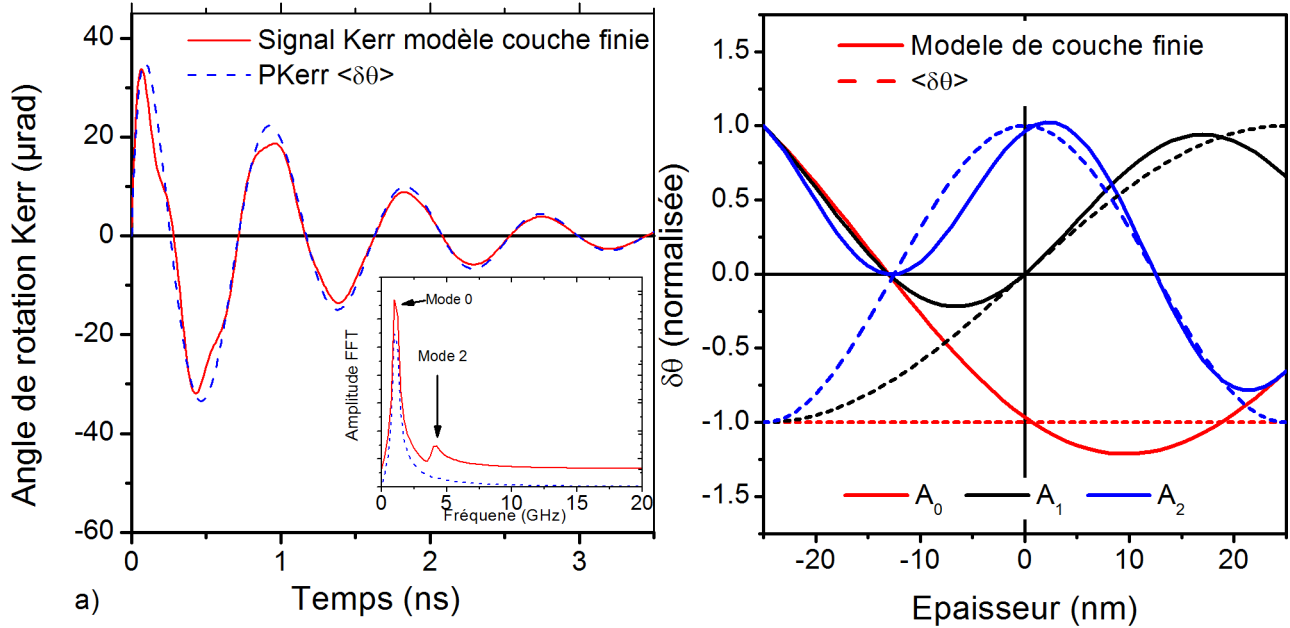 Signal Kerr modèle couche finie
PKerr <δθ>
Angle de rotation Kerr (µrad)
40
20
0
-20
-40
-60
0
1
2
3
Temps (ns)
a)
Mode 0
Mode 2
Amplitude FFT
0
5
10
15
20
Fréquene (GHz)
Modele de couche finie
<δθ>
δθ (normalisée)
1.5
1.0
0.5
0.0
-0.5
-1.0
-1.5
A0
A1
A2
-20
-10
0
10
20
Epaisseur (nm)